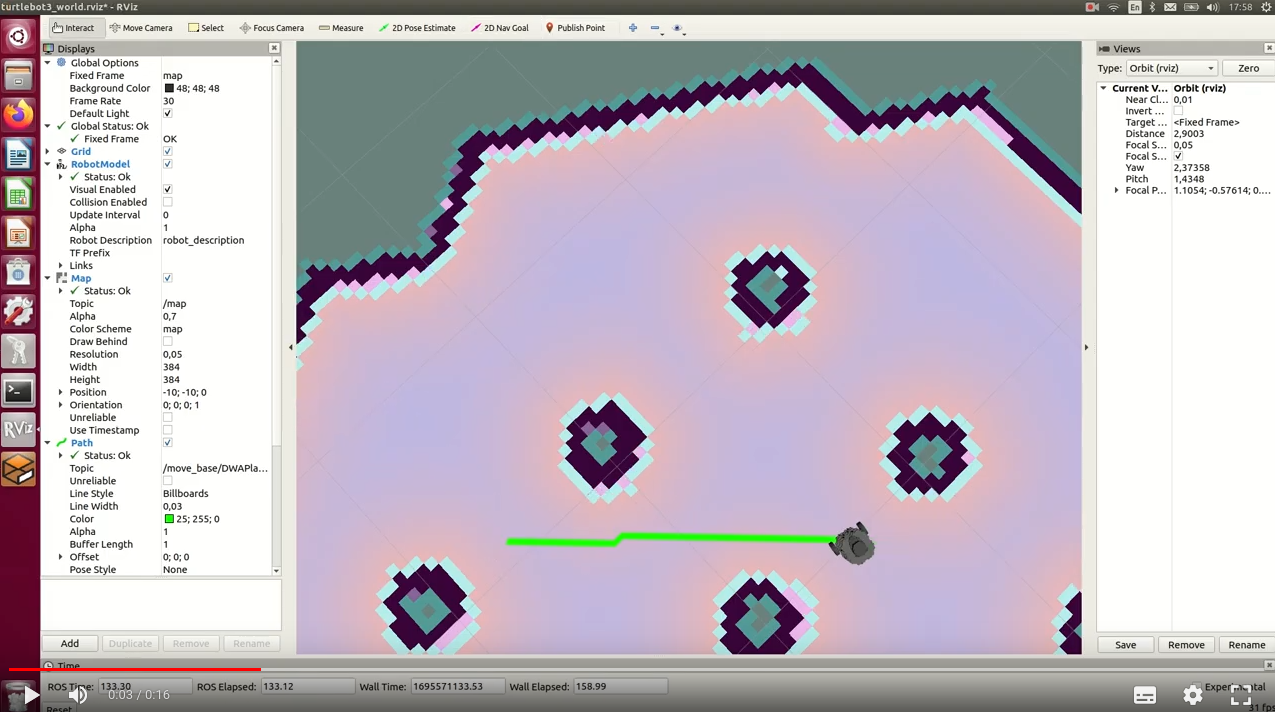 turtlebot3_world.rviz* - RViz
En
17:58
Interact
Move Camera
Select
Focus Camera
Measure
2D Pose Estimate
2D Nav Goal
Publish Point
Displays
Global Options
Fixed Frame map
Background Color 48; 48; 48
Frame Rate 30
Default Light
Global Status: Ok
Fixed Frame OK
Grid
RobotModel
Status: Ok
Visual Enabled
Collision Enabled
Update Interval 0
Alpha 1
Robot Description robot_description
TF Prefix
Links
Map
Status: Ok
Topic /map
Alpha 0,7
Color Scheme map
Draw Behind
Resolution 0,05
Width 384
Height 384
Position -10; -10; 0
Orientation 0; 0; 0; 1
Unreliable
Use Timestamp
Path
Status: Ok
Topic /move_base/DWAPla...
Unreliable
Line Style Billboards
Line Width 0,03
Color 25; 255; 0
Alpha 1
Buffer Length 1
Offset 0; 0; 0
Pose Style None
Add
Duplicate
Remove
Rename
Views
Type: Orbit (rviz)
Zero
Current V... Orbit (rviz)
Near Cl... 0,01
Invert ...
Target ... <Fixed Frame>
Distance 2,9003
Focal S... 0,05
Focal S...
Yaw 2,37358
Pitch 1,4348
Focal P... 1.1054; -0.57614; 0....
Save
Remove
Rename
RViz
Time
ROS Time: 133.30
ROS Elapsed: 133.12
Wall Time: 1695571133.53
Wall Elapsed: 158.99
Experimental
0:03 / 0:16
Reset
31 fps